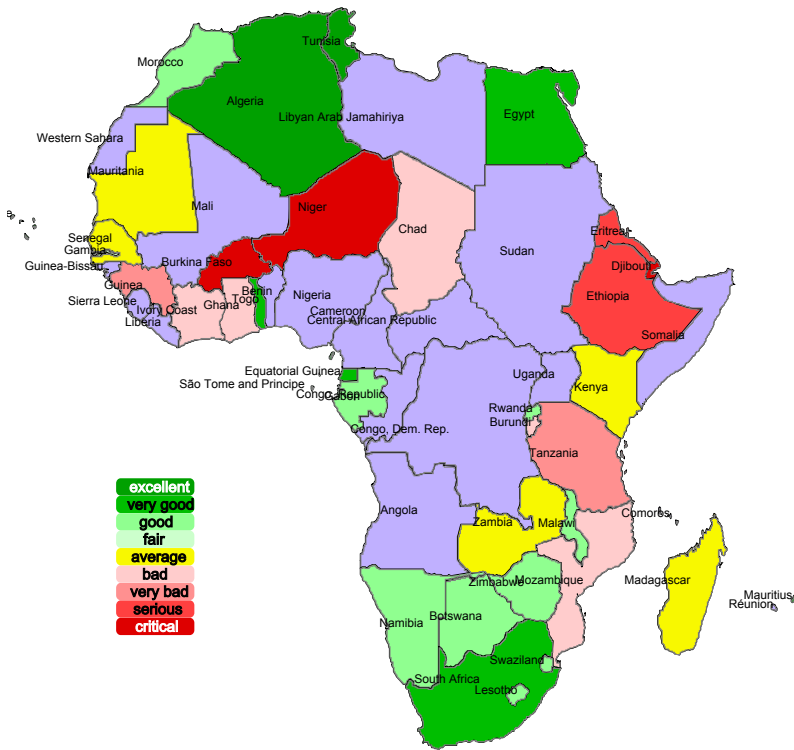 Tunisia
Morocco
Algeria
Libyan Arab Jamahiriya
Egypt
Western Sahara
Mauritania
Mali
Niger
Chad
Sudan
Eritrea
Senegal
Gambia
Guinea-Bissau
Burkina Faso
Djibouti
Guinea
Benin
Nigeria
Ethiopia
Sierra Leone
Ivory Coast
Ghana
Togo
Cameroon
Liberia
Central African Republic
Somalia
Equatorial Guinea
São Tome and Principe
Uganda
Kenya
Congo, Republic
Gabon
Rwanda
Burundi
Congo, Dem. Rep.
Tanzania
excellent
very good
good
fair
average
bad
very bad
serious
critical
Angola
Zambia
Malawi
Comoros
Zimbabwe
Mozambique
Madagascar
Mauritius
Réunion
Namibia
Botswana
Swaziland
South Africa
Lesotho